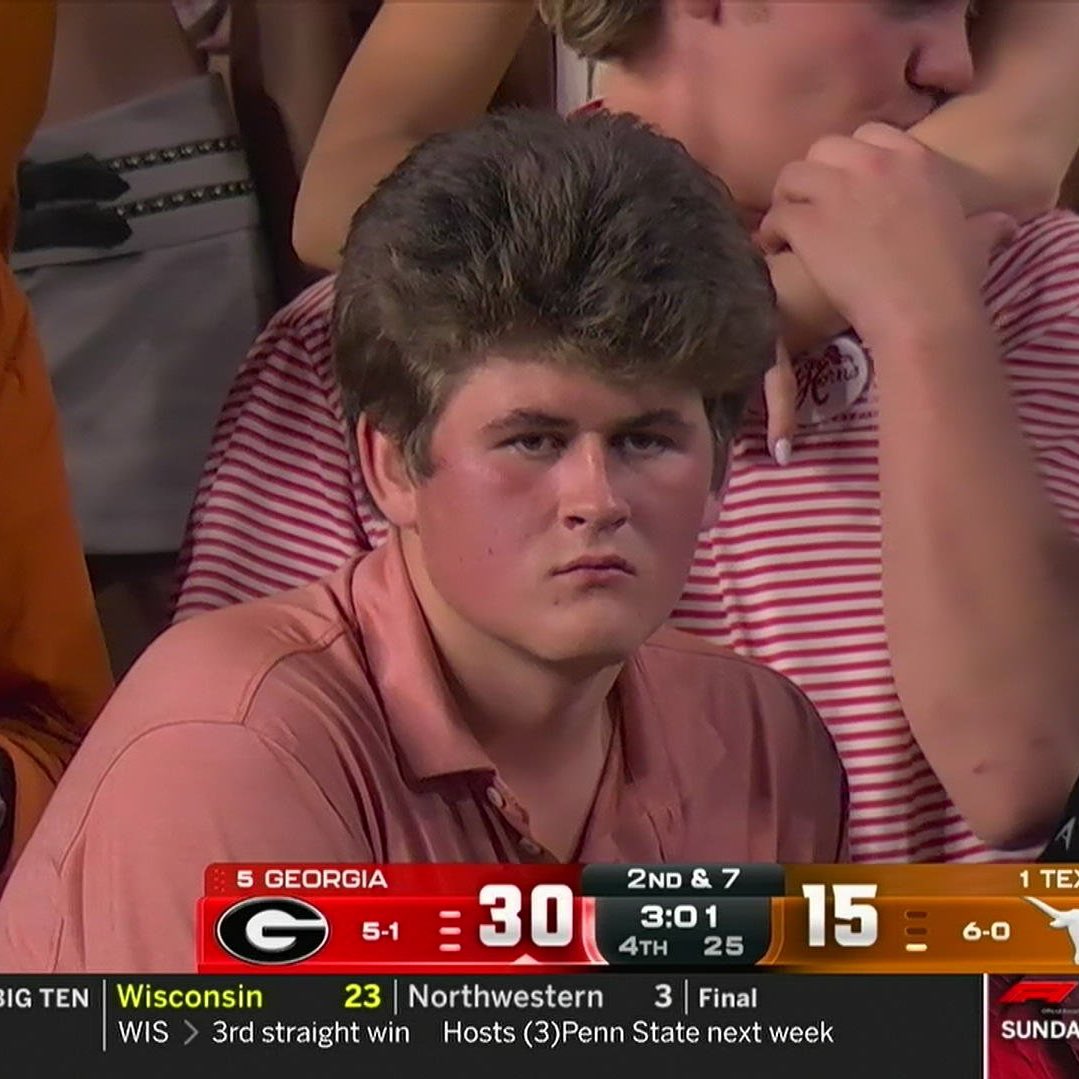 Horns
5 GEORGIA
5-1
30
2ND & 7
3:01
4TH 25
15
1 TEX
6-0
BIG TEN
Wisconsin 23
Northwestern 3
Final
WIS > 3rd straight win Hosts (3)Penn State next week
F1
SUNDA